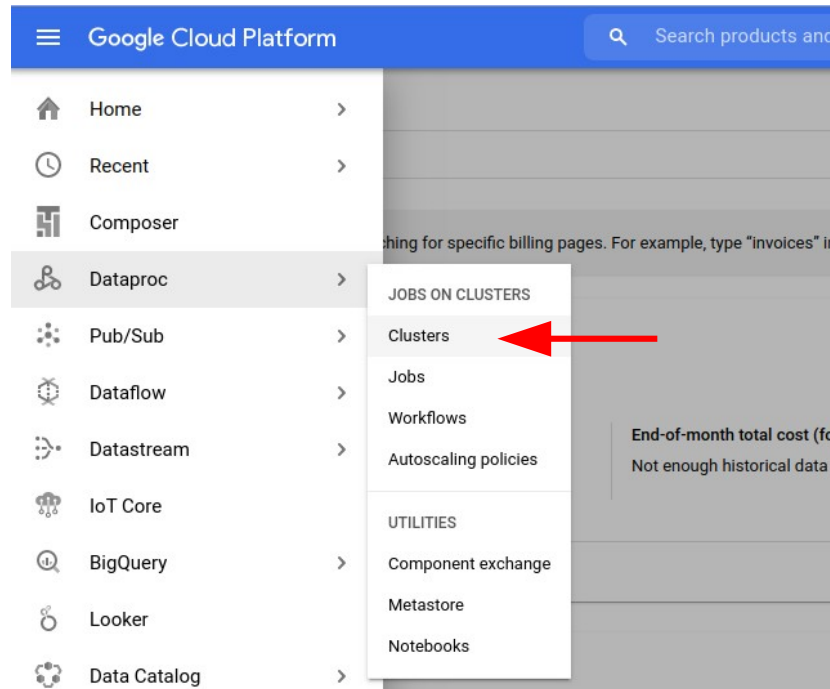 Google Cloud Platform
Search products and
Home
Recent
Composer
Dataproc
Pub/Sub
Dataflow
Datastream
IoT Core
BigQuery
Looker
Data Catalog
JOBS ON CLUSTERS
Clusters
Jobs
Workflows
Autoscaling policies
UTILITIES
Component exchange
Metastore
Notebooks
ching for specific billing pages. For example, type “invoices” in
End-of-month total cost (fo
Not enough historical data